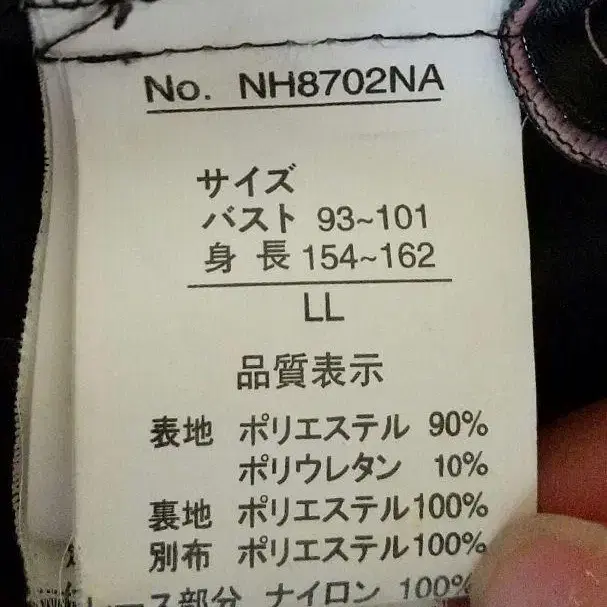 No. NH8702NA
サイズ
バスト 93~101
身 長 154~162
LL
品質表示
表地 ポリエステル 90%
ポリウレタン 10%
裏地 ポリエステル100%
別布 ポリエステル100%
レース部分 ナイロン 100%